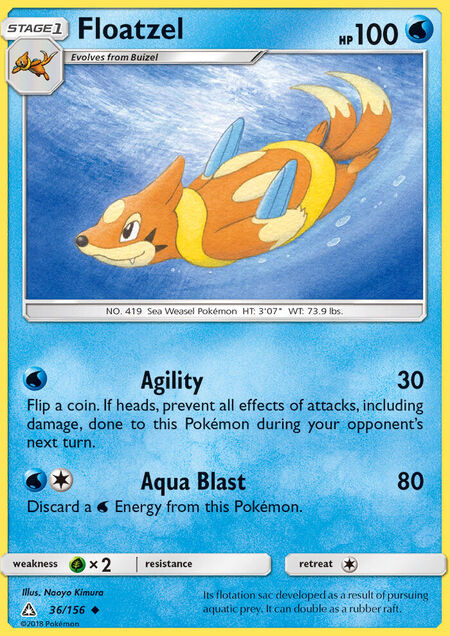 STAGE1
Floatzel
HP100
Evolves from Buizel
NO. 419 Sea Weasel Pokémon HT: 3'07" WT: 73.9 lbs.
Agility 30
Flip a coin. If heads, prevent all effects of attacks, including
damage, done to this Pokémon during your opponent's
next turn.
Aqua Blast 80
Discard a Energy from this Pokémon.
weakness ×2 resistance retreat
Illus. Naoyo Kimura
36/156
©2018 Pokémon
Its flotation sac developed as a result of pursuing
aquatic prey. It can double as a rubber raft.